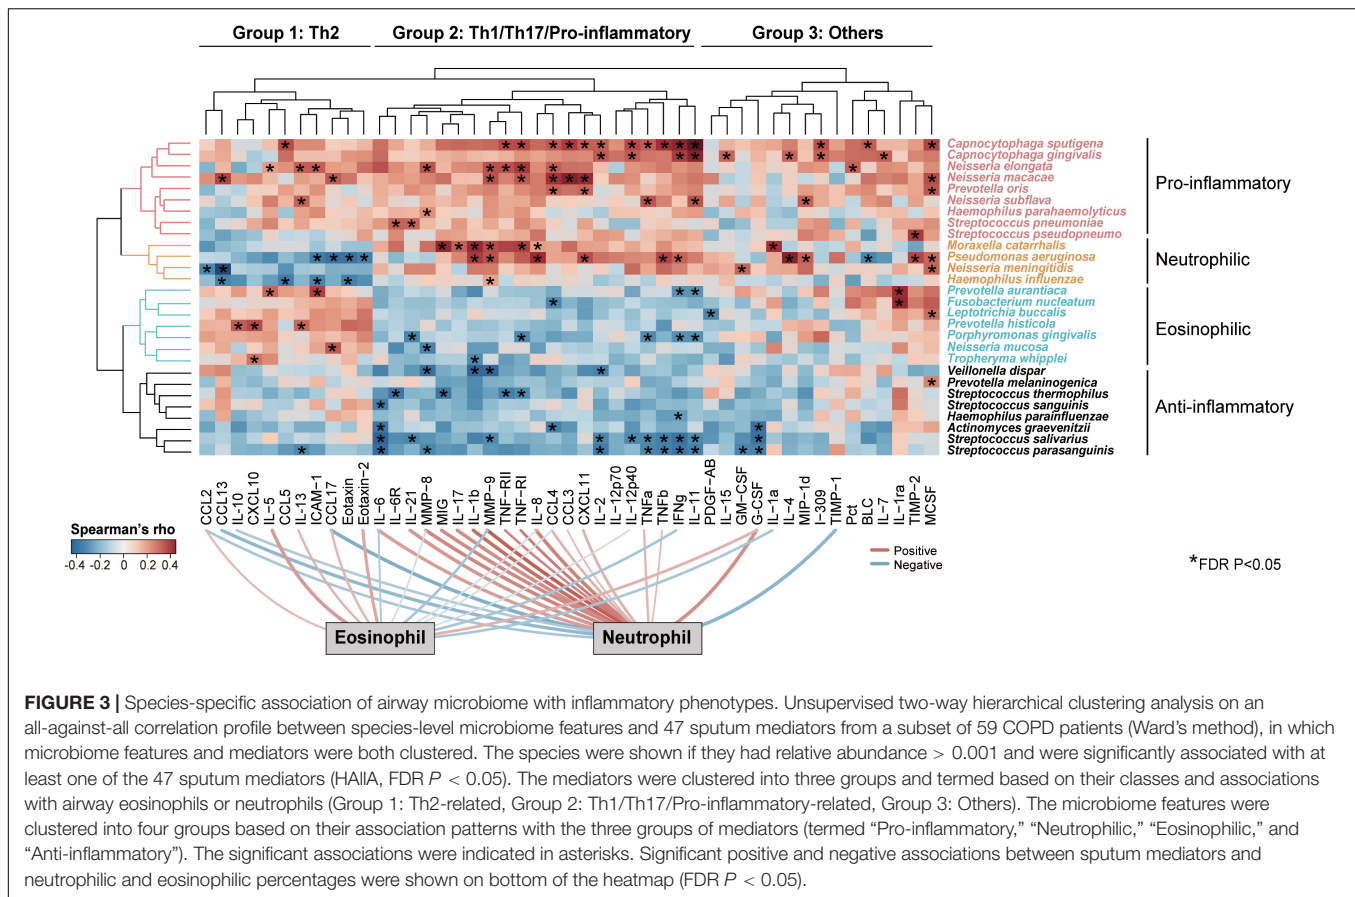 Group 1: Th2
Group 2: Th1/Th17/Pro-inflammatory
Group 3: Others
Capnocytophaga sputigena
Capnocytophaga gingivalis
Neisseria elongata
Neisseria macacae
Prevotella oris
Neisseria subflava
Haemophilus parahaemolyticus
Streptococcus pneumoniae
Streptococcus pseudopneumo
Moraxella catarrhalis
Pseudomonas aeruginosa
Neisseria meningitidis
Haemophilus influenzae
Prevotella aurantiaca
Fusobacterium nucleatum
Leptotrichia buccalis
Prevotella histicola
Porphyromonas gingivalis
Neisseria mucosa
Tropheryma whipplei
Veillonella dispar
Prevotella melaninogenica
Streptococcus thermophilus
Streptococcus sanguinis
Haemophilus parainfluenzae
Actinomyces graevenitzii
Streptococcus salivarius
Streptococcus parasanguinis
Pro-inflammatory
Neutrophilic
Eosinophilic
Anti-inflammatory
CCL2
CCL13
IL-10
CXCL10
IL-5
CCL5
IL-13
ICAM-1
CCL17
Eotaxin
Eotaxin-2
IL-6
IL-6R
IL-21
MMP-8
MIG
IL-17
IL-1b
MMP-9
TNF-RII
TNF-RI
IL-8
CCL4
CCL3
CXCL11
IL-2
IL-12p70
IL-12p40
TNFa
TNFb
IFNg
IL-11
PDGF-AB
IL-15
GM-CSF
G-CSF
IL-1a
IL-4
MIP-1d
I-309
TIMP-1
Pct
BLC
IL-7
IL-1ra
TIMP-2
MCSF
Spearman's rho
-0.4 -0.2 0 0.2 0.4
Positive
Negative
*FDR P<0.05
Eosinophil
Neutrophil
FIGURE 3 | Species-specific association of airway microbiome with inflammatory phenotypes. Unsupervised two-way hierarchical clustering analysis on an
all-against-all correlation profile between species-level microbiome features and 47 sputum mediators from a subset of 59 COPD patients (Ward's method), in which
microbiome features and mediators were both clustered. The species were shown if they had relative abundance > 0.001 and were significantly associated with at
least one of the 47 sputum mediators (HAllA, FDR P < 0.05). The mediators were clustered into three groups and termed based on their classes and associations
with airway eosinophils or neutrophils (Group 1: Th2-related, Group 2: Th1/Th17/Pro-inflammatory-related, Group 3: Others). The microbiome features were
clustered into four groups based on their association patterns with the three groups of mediators (termed “Pro-inflammatory,” “Neutrophilic,” “Eosinophilic,” and
“Anti-inflammatory”). The significant associations were indicated in asterisks. Significant positive and negative associations between sputum mediators and
neutrophilic and eosinophilic percentages were shown on bottom of the heatmap (FDR P < 0.05).